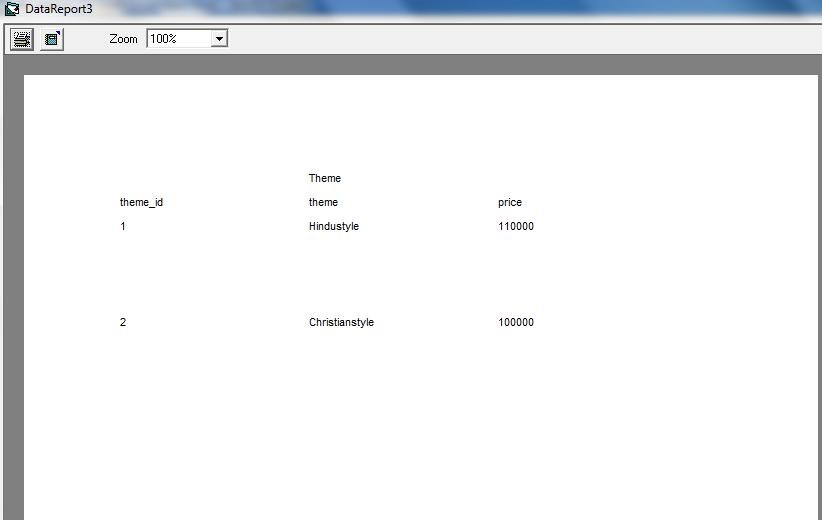 DataReport3
Zoom 100%
Theme
theme_id theme price
1 Hindustyle 110000
2 Christianstyle 100000